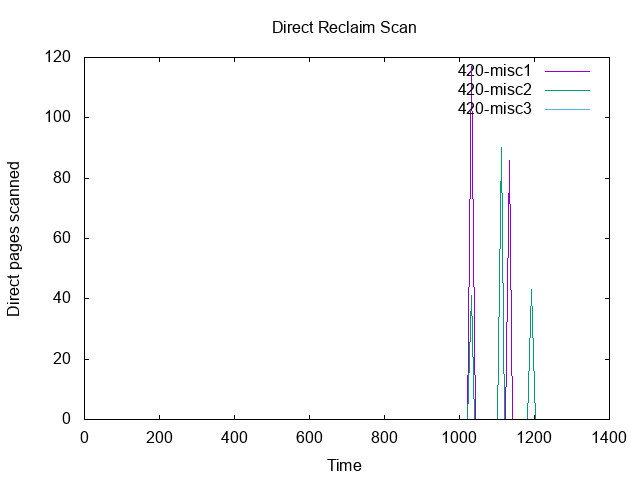 Direct Reclaim Scan
120
100
80
60
40
20
0
Direct pages scanned
420-misc1
420-misc2
420-misc3
0 200 400 600 800 1000 1200 1400
Time